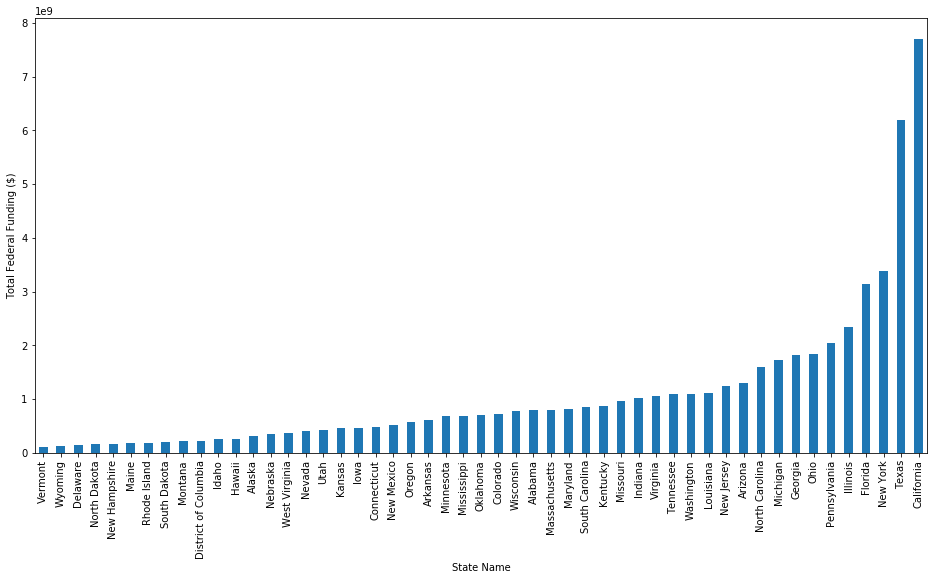 1e9
8
7
6
5
4
3
2
1
0
Total Federal Funding ($)
Vermont
Wyoming
Delaware
North Dakota
New Hampshire
Maine
Rhode Island
South Dakota
Montana
District of Columbia
Idaho
Hawaii
Alaska
Nebraska
West Virginia
Nevada
Utah
Kansas
Iowa
Connecticut
New Mexico
Oregon
Arkansas
Minnesota
Mississippi
Oklahoma
Colorado
Wisconsin
Alabama
Massachusetts
Maryland
South Carolina
Kentucky
Missouri
Indiana
Virginia
Tennessee
Washington
Louisiana
New Jersey
Arizona
North Carolina
Michigan
Georgia
Ohio
Pennsylvania
Illinois
Florida
New York
Texas
California
State Name